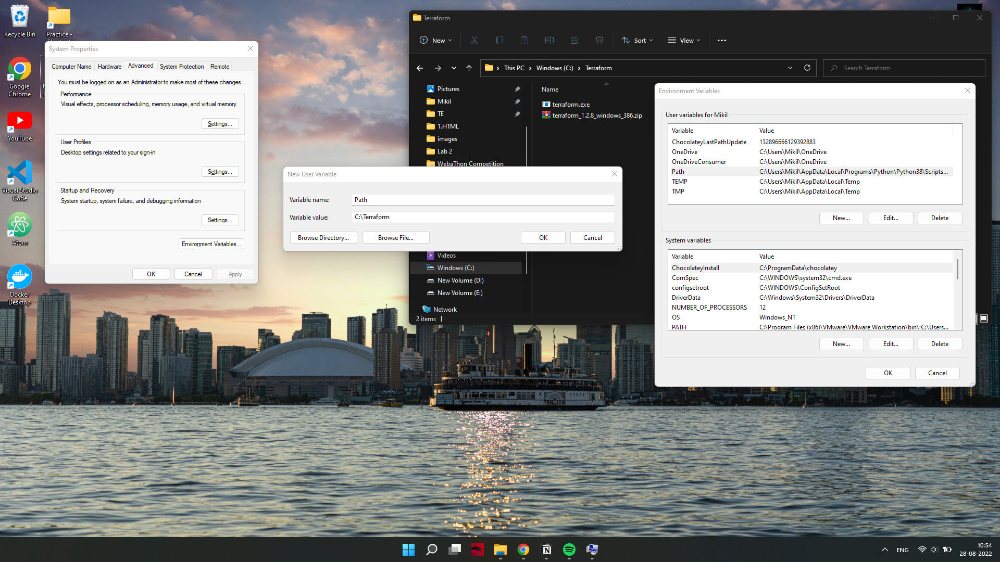 Recycle Bin
Practice -
Google
Chrome
YouTube
Visual Studio
Code
Atom
Docker
Desktop
System Properties
Computer Name
Hardware
Advanced
System Protection
Remote
You must be logged on as an Administrator to make most of these changes.
Performance
Visual effects, processor scheduling, memory usage, and virtual memory
Settings...
User Profiles
Desktop settings related to your sign-in
Settings...
Startup and Recovery
System startup, system failure, and debugging information
Settings...
Environment Variables...
OK
Cancel
Apply
Terraform
New
Sort
View
This PC
Windows (C:)
Terraform
Search Terraform
Pictures
Mikil
TE
1.HTML
images
Lab 2
WebaThon Competition
Videos
Windows (C:)
New Volume (D:)
New Volume (E:)
Network
2 items
Name
terraform.exe
terraform_1.2.8_windows_386.zip
New User Variable
Variable name:
Path
Variable value:
C:\Terraform
Browse Directory...
Browse File...
OK
Cancel
Environment Variables
User variables for Mikil
Variable Value
ChocolateyLastPathUpdate 132896666129392883
OneDrive C:\Users\Mikil\OneDrive
OneDriveConsumer C:\Users\Mikil\OneDrive
Path C:\Users\Mikil\AppData\Local\Programs\Python\Python38\Scripts...
TEMP C:\Users\Mikil\AppData\Local\Temp
TMP C:\Users\Mikil\AppData\Local\Temp
New...
Edit...
Delete
System variables
Variable Value
ChocolateyInstall C:\ProgramData\chocolatey
ComSpec C:\WINDOWS\system32\cmd.exe
configsetroot C:\WINDOWS\ConfigSetRoot
DriverData C:\Windows\System32\Drivers\DriverData
NUMBER_OF_PROCESSORS 12
OS Windows_NT
PATH C:\Program Files (x86)\VMware\VMware Workstation\bin\;C:\Users...
New...
Edit...
Delete
OK
Cancel
TRILLIUM
ENG
10:54
28-08-2022